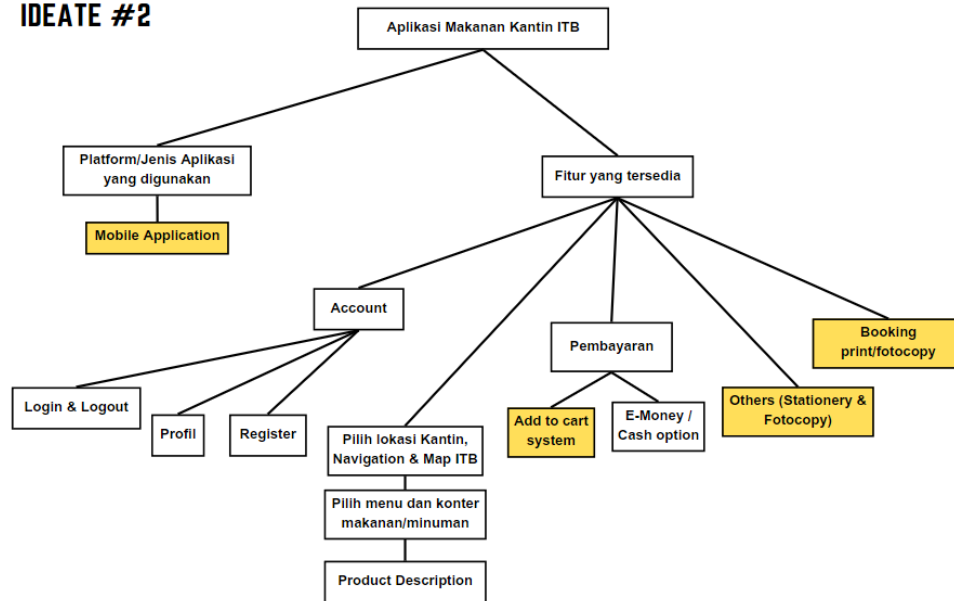 IDEATE #2
Aplikasi Makanan Kantin ITB
Platform/Jenis Aplikasi
yang digunakan
Fitur yang tersedia
Mobile Application
Account
Pembayaran
Booking
print/fotocopy
Login & Logout
Profil
Register
Pilih lokasi Kantin,
Navigation & Map ITB
Add to cart
system
E-Money /
Cash option
Others (Stationery &
Fotocopy)
Pilih menu dan konter
makanan/minuman
Product Description